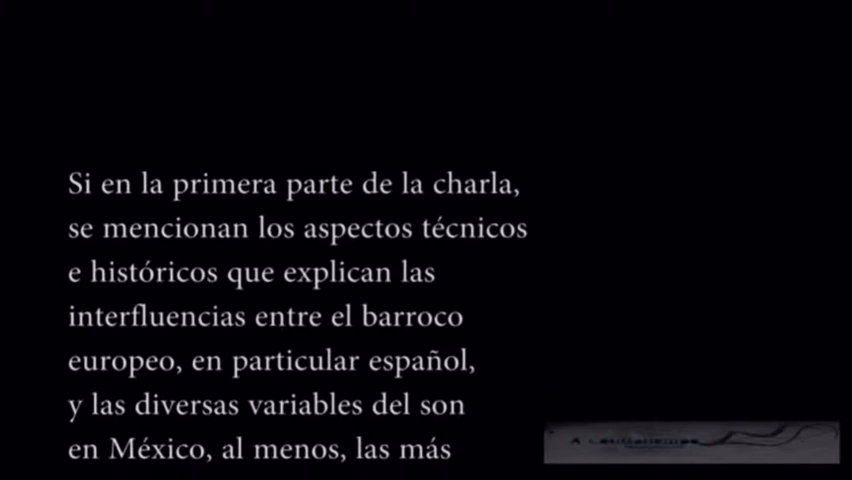 Si en la primera parte de la charla,
se mencionan los aspectos técnicos
e históricos que explican las
interfluencias entre el barroco
europeo, en particular español,
y las diversas variables del son
en México, al menos, las más